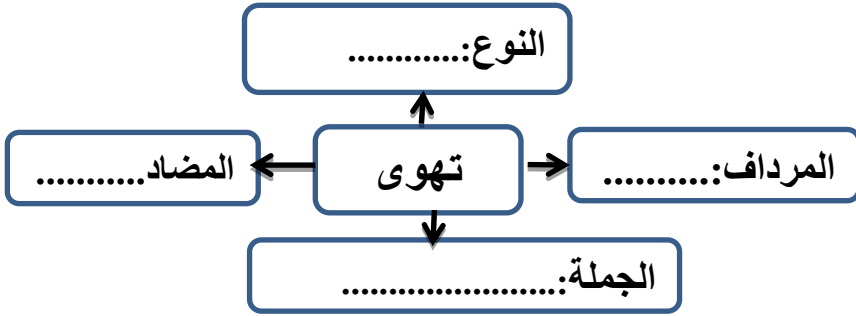 النوع:.............
المرداف:..........
تهوى
المضاد...........
الجملة:......................